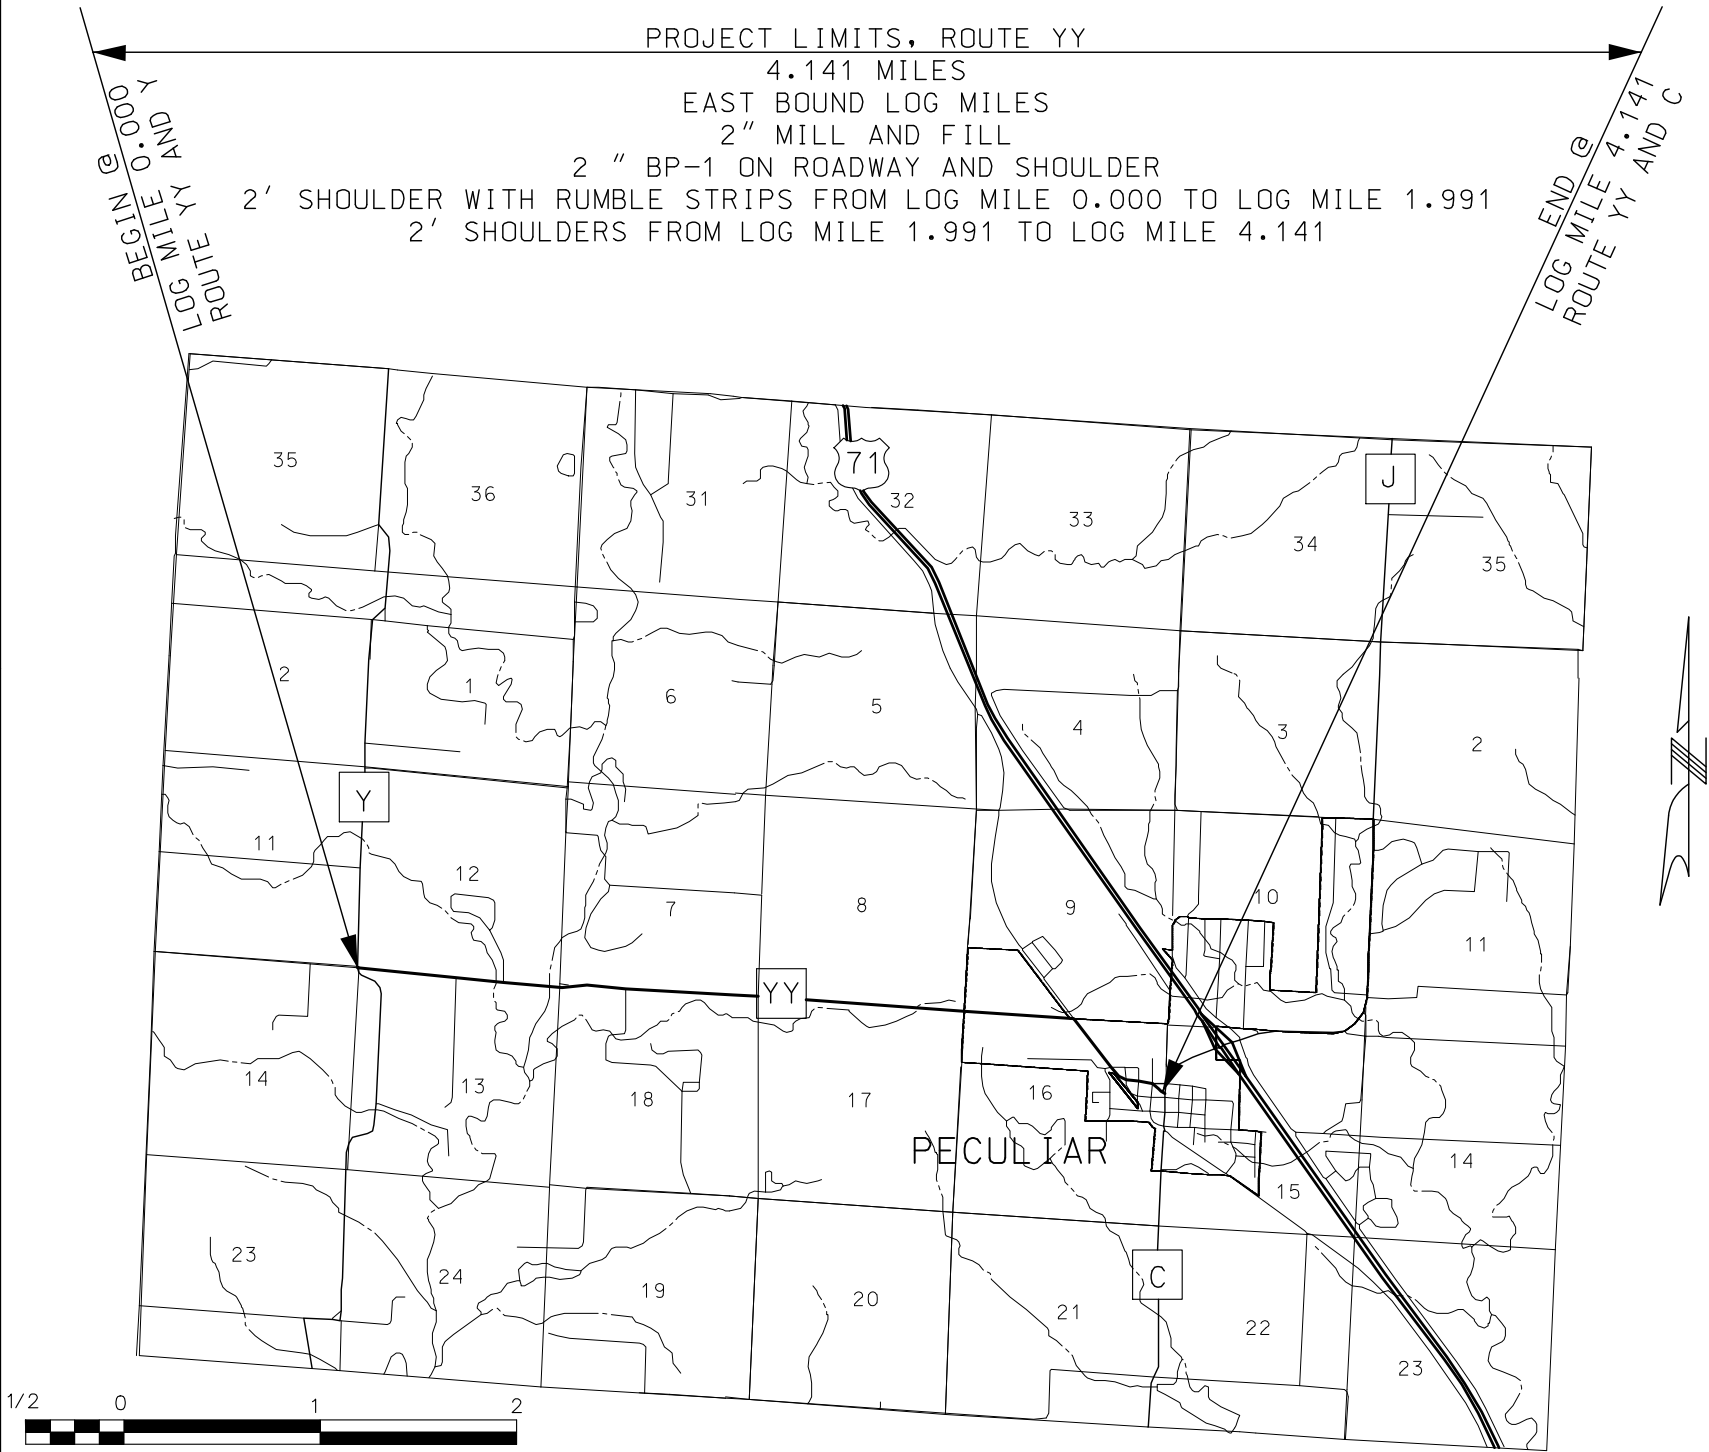 PROJECT LIMITS, ROUTE YY
4.141 MILES
EAST BOUND LOG MILES
2" MILL AND FILL
2 " BP-1 ON ROADWAY AND SHOULDER
2' SHOULDER WITH RUMBLE STRIPS FROM LOG MILE 0.000 TO LOG MILE 1.991
2' SHOULDERS FROM LOG MILE 1.991 TO LOG MILE 4.141
BEGIN @
LOG MILE 0.000
ROUTE YY AND Y
END @
LOG MILE 4.141
ROUTE YY AND C
35
36
31
71
32
33
34
J
35
2
1
6
5
4
3
2
Y
11
12
7
8
9
10
11
YY
14
13
18
17
16
PECULIAR
15
14
23
24
19
20
21
C
22
23
N
1/2 0 1 2